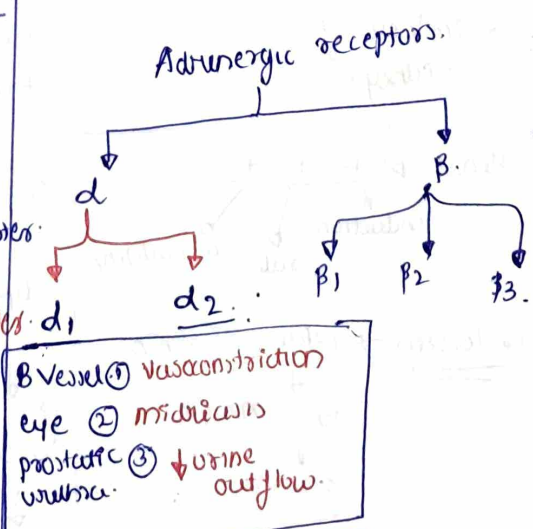 Adrenergic receptors.
α
β.
α1
α2
β1
β2
β3.
B Vessel ① vasoconstriction
eye ② midriasis
prostatic ③ ↓ urine
urethra. outflow.